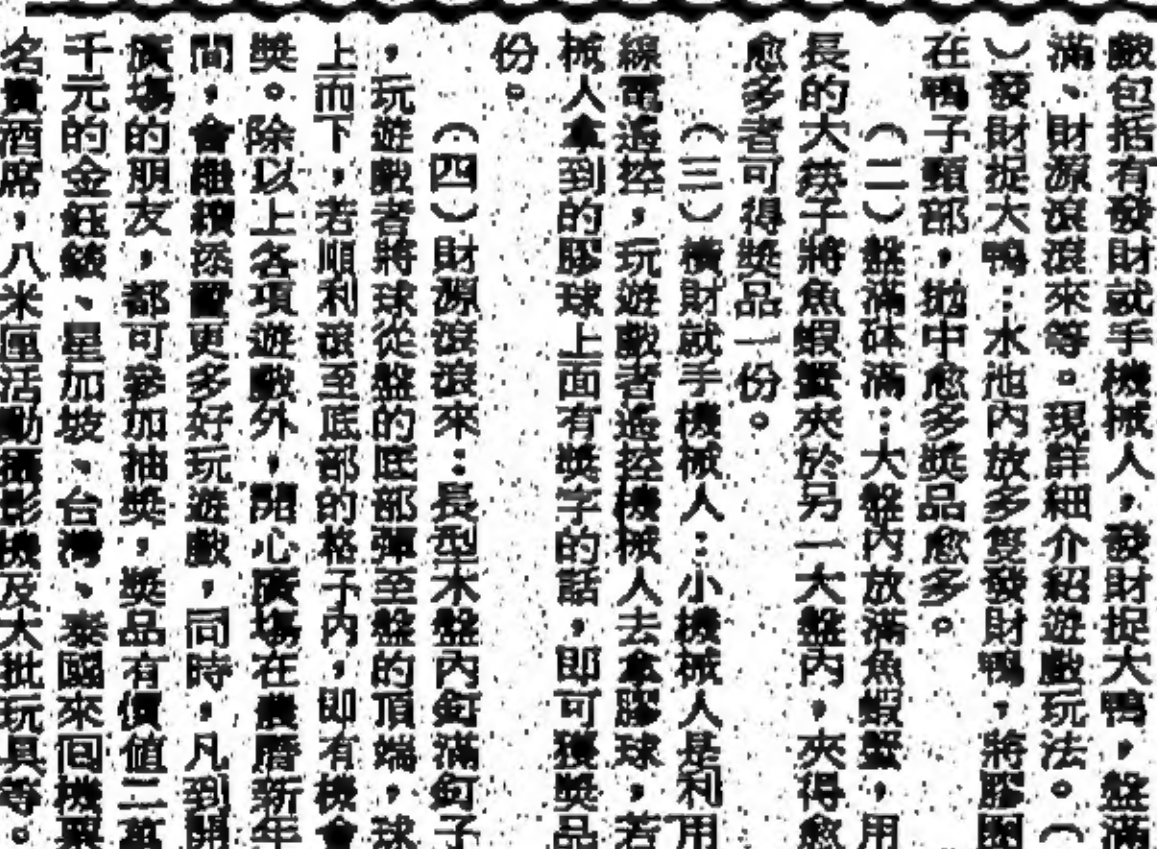 戲包括有發財就手機械人，發財捉大鴨，盤滿
滿、財源滾滾來等。現詳細介紹遊戲玩法。（
）發財捉大鴨：水池內放多隻發財鴨，將膠圈
在鴨子頸部，拋中愈多獎品愈多。
（二）盤滿砵滿：大盤內放滿魚蝦蟹，用
長的大筷子將魚蝦蟹夾於另一大盤內，夾得愈
愈多者可得獎品一份。
（三）橫財就手機械人：小機械人是利用
線電遙控，玩遊戲者遙控機械人去拿膠球，若
械人拿到的膠球上面有獎字的話，即可獲獎品
份。
（四）財源滾滾來：長型木盤內釘滿釘子
，玩遊戲者將球從盤的底部彈至盤的頂端，球
上而下，若順利滾至底部的格子內，即有機會
獎。除以上各項遊戲外，開心廣場在農曆新年
間，會繼續添置更多好玩遊戲，同時，凡到開
廣場的朋友，都可參加抽獎，獎品有價值二萬
千元的金鈺鍊、星加坡、台灣、泰國來回機票
名貴酒席，八米厘活動攝影機及大批玩具等。